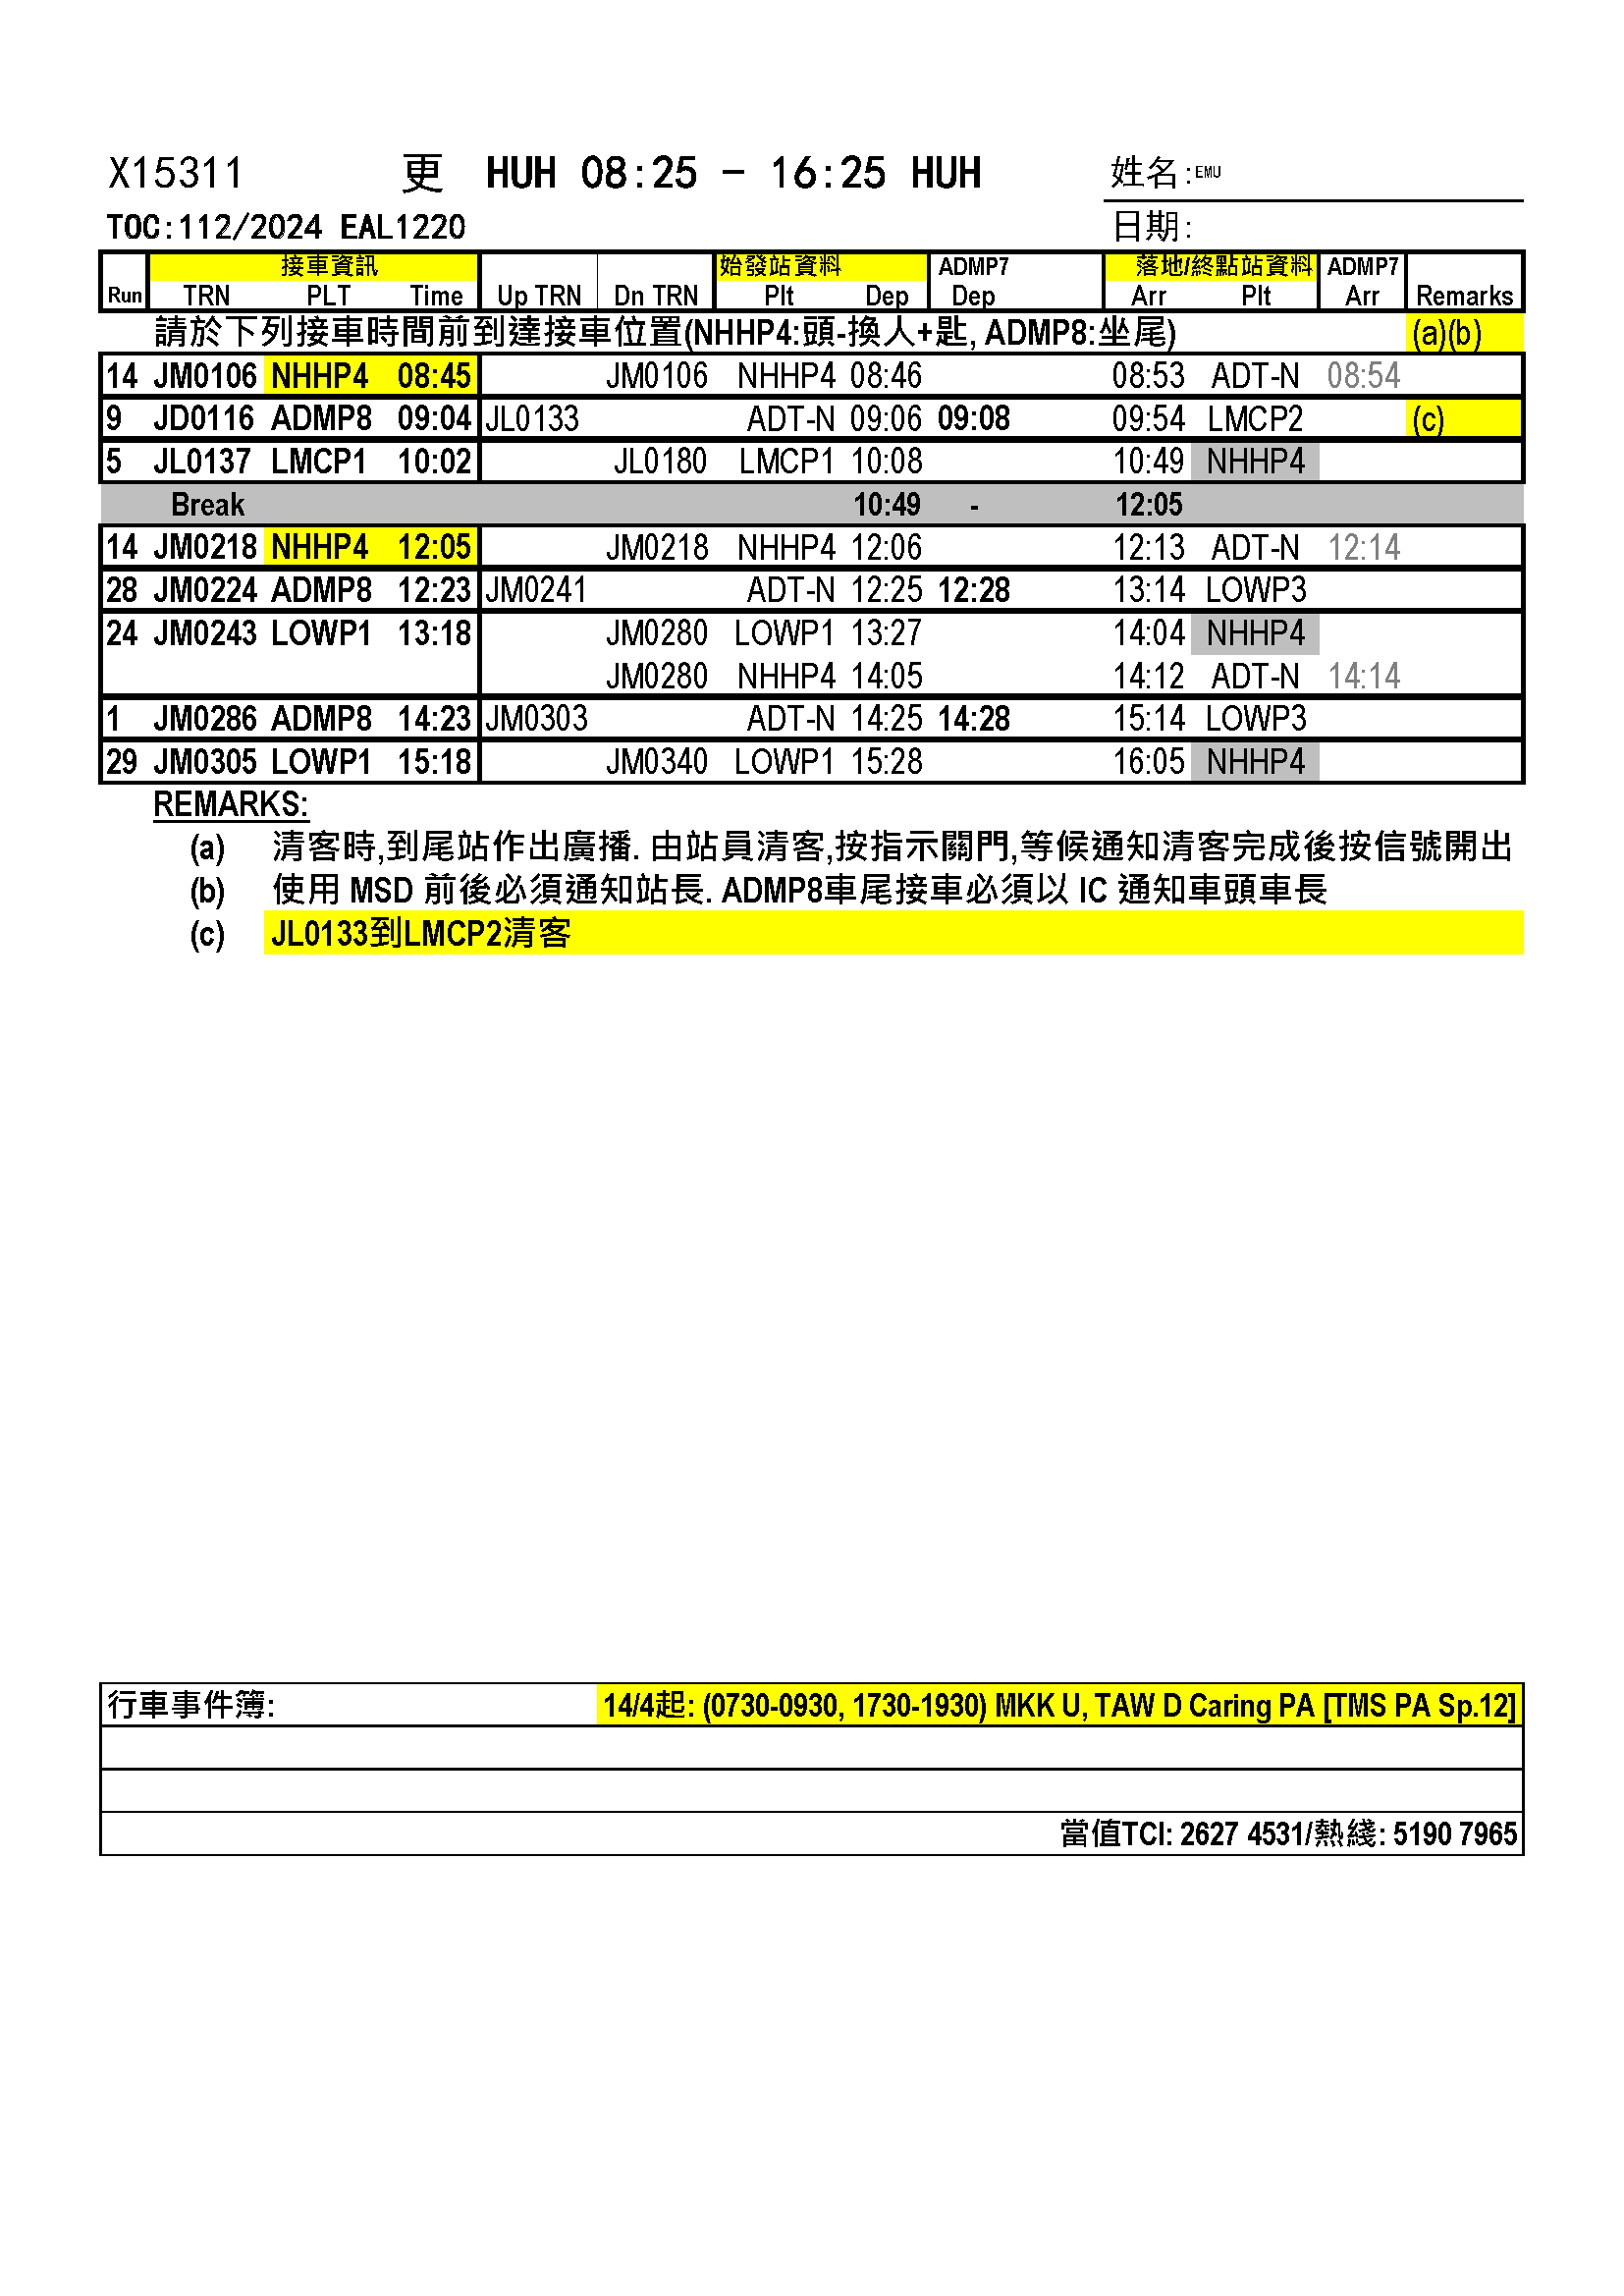 X15311 更 HUH 08:25 - 16:25 HUH 姓名:EMU
TOC:112/2024 EAL1220 日期:
接車資訊 始發站資料 ADMP7 落地/終點站資料 ADMP7
Run TRN PLT Time Up TRN Dn TRN Plt Dep Dep Arr Plt Arr Remarks
請於下列接車時間前到達接車位置(NHHP4:頭-換人+匙, ADMP8:坐尾) (a)(b)
14 JM0106 NHHP4 08:45 JM0106 NHHP4 08:46 08:53 ADT-N 08:54
9 JD0116 ADMP8 09:04 JL0133 ADT-N 09:06 09:08 09:54 LMCP2 (c)
5 JL0137 LMCP1 10:02 JL0180 LMCP1 10:08 10:49 NHHP4
Break 10:49 - 12:05
14 JM0218 NHHP4 12:05 JM0218 NHHP4 12:06 12:13 ADT-N 12:14
28 JM0224 ADMP8 12:23 JM0241 ADT-N 12:25 12:28 13:14 LOWP3
24 JM0243 LOWP1 13:18 JM0280 LOWP1 13:27 14:04 NHHP4
JM0280 NHHP4 14:05 14:12 ADT-N 14:14
1 JM0286 ADMP8 14:23 JM0303 ADT-N 14:25 14:28 15:14 LOWP3
29 JM0305 LOWP1 15:18 JM0340 LOWP1 15:28 16:05 NHHP4
REMARKS:
(a) 清客時,到尾站作出廣播. 由站員清客,按指示關門,等候通知清客完成後按信號開出
(b) 使用 MSD 前後必須通知站長. ADMP8車尾接車必須以 IC 通知車頭車長
(c) JL0133到LMCP2清客
行車事件簿: 14/4起: (0730-0930, 1730-1930) MKK U, TAW D Caring PA [TMS PA Sp.12]
當值TCI: 2627 4531/熱綫: 5190 7965